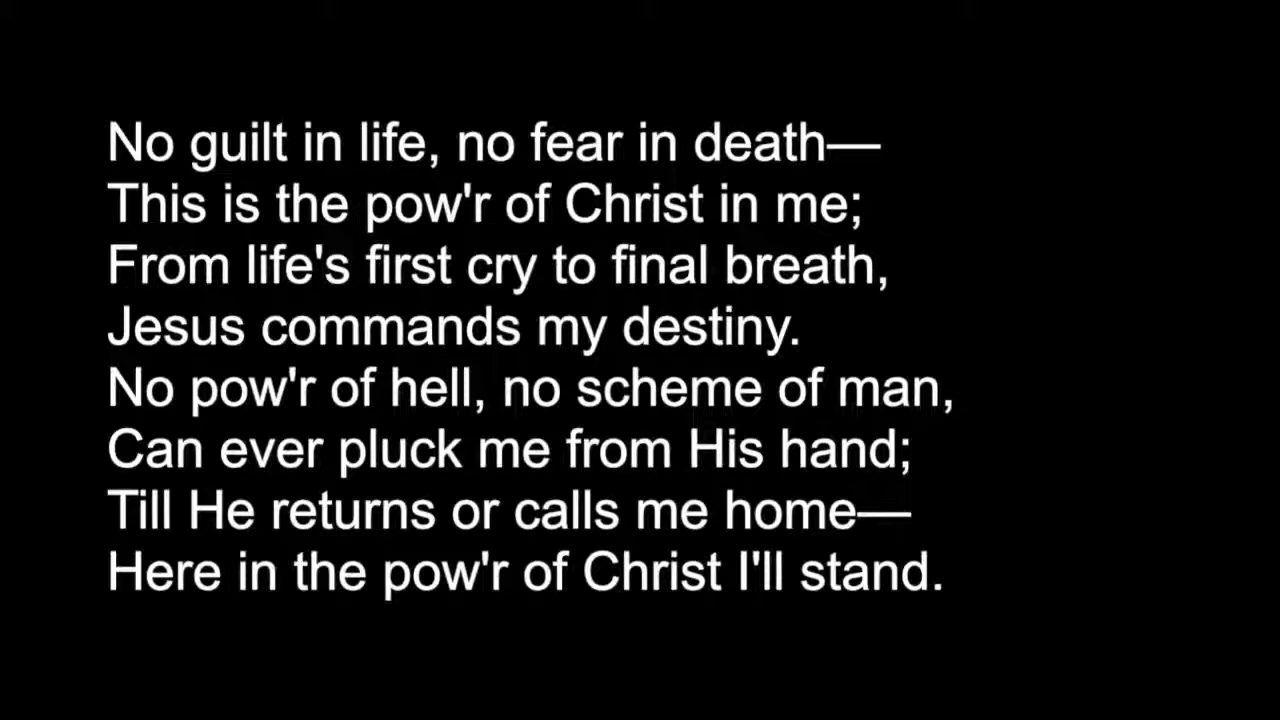 No guilt in life, no fear in death—
This is the pow'r of Christ in me;
From life's first cry to final breath,
Jesus commands my destiny.
No pow'r of hell, no scheme of man,
Can ever pluck me from His hand;
Till He returns or calls me home—
Here in the pow'r of Christ I'll stand.